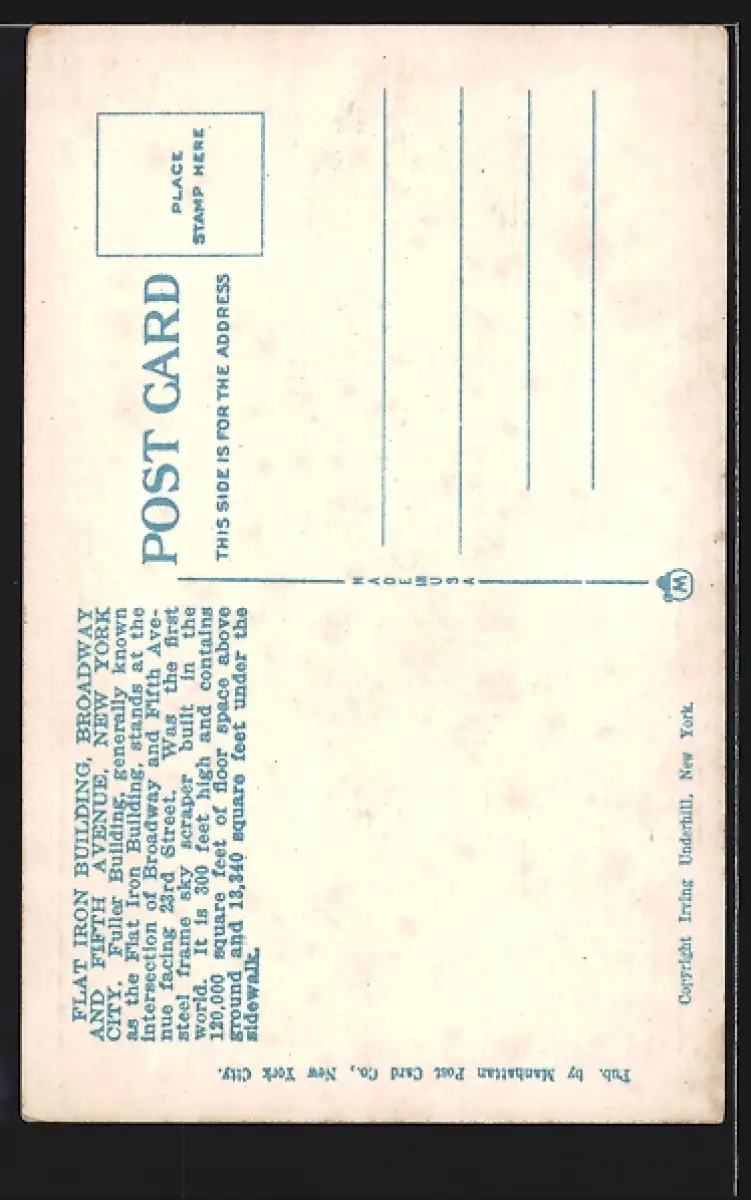 FLAT IRON BUILDING, BROADWAY
AND FIFTH AVENUE, NEW YORK
CITY. Fuller Building, generally known
as the Flat Iron Building, stands at the
intersection of Broadway and Fifth Ave-
nue facing 23rd Street. Was the first
steel frame sky scraper built in the
world. It is 300 feet high and contains
120,000 square feet of floor space above
ground and 13,340 square feet under the
sidewalk.
POST CARD
THIS SIDE IS FOR THE ADDRESS
PLACE
STAMP HERE
MADE IN USA
M
Copyright Irving Underhill, New York.
Pub. by Manhattan Post Card Co., New York City.